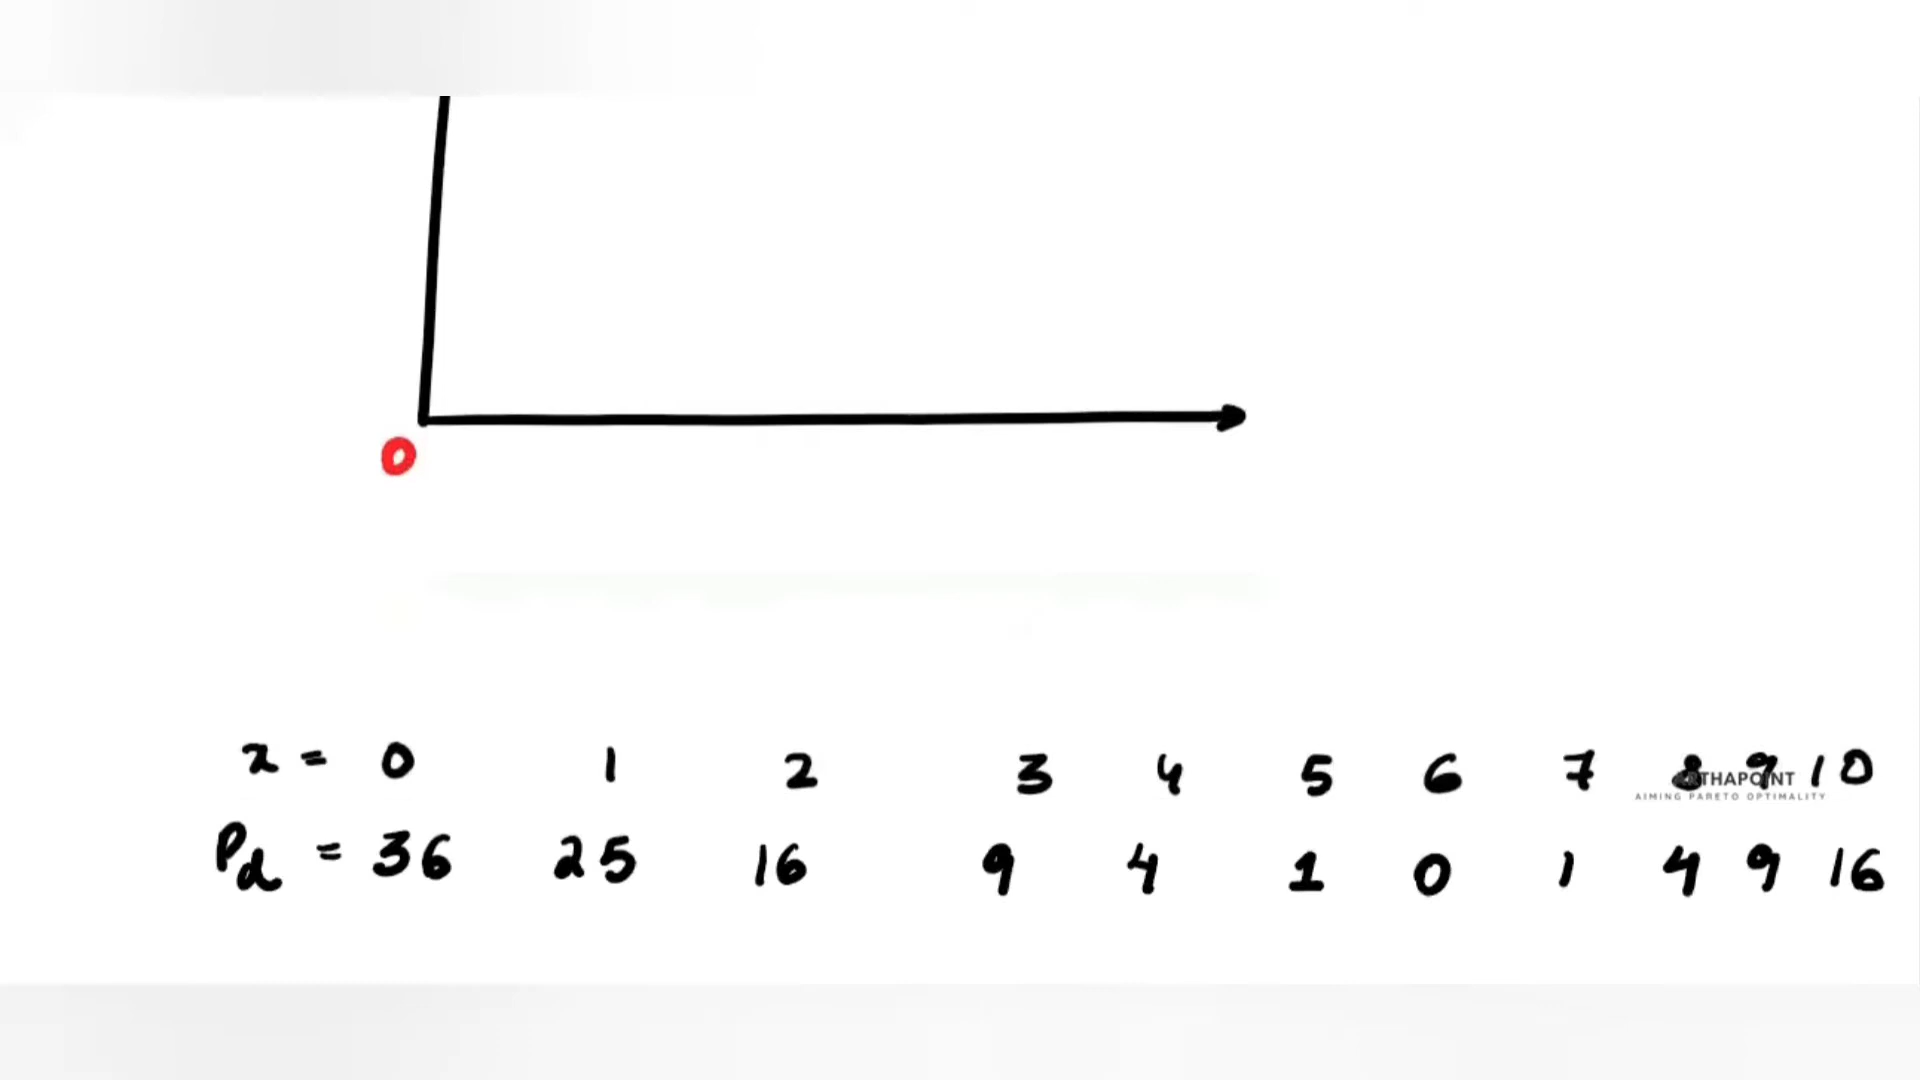 0
x = 0 1 2 3 4 5 6 7 8 9 10
ARTHAPOINT
AIMING PARETO OPTIMALITY
Pd = 36 25 16 9 4 1 0 1 4 9 16